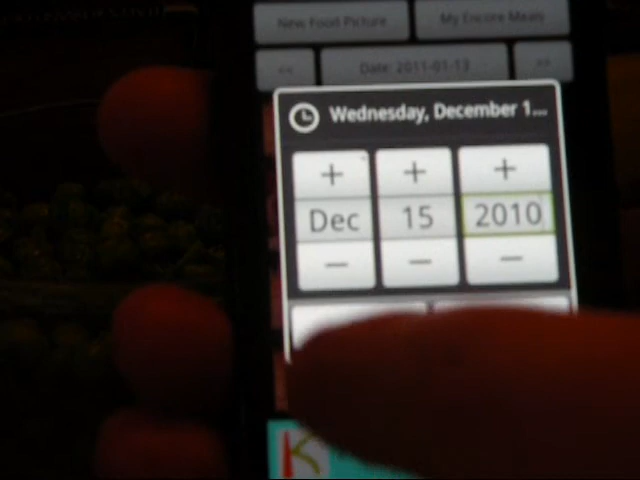 New Food Picture
My Encore Meals
<< Date: 2011-01-13 >>
Wednesday, December 1...
+ + +
Dec 15 2010
- - -